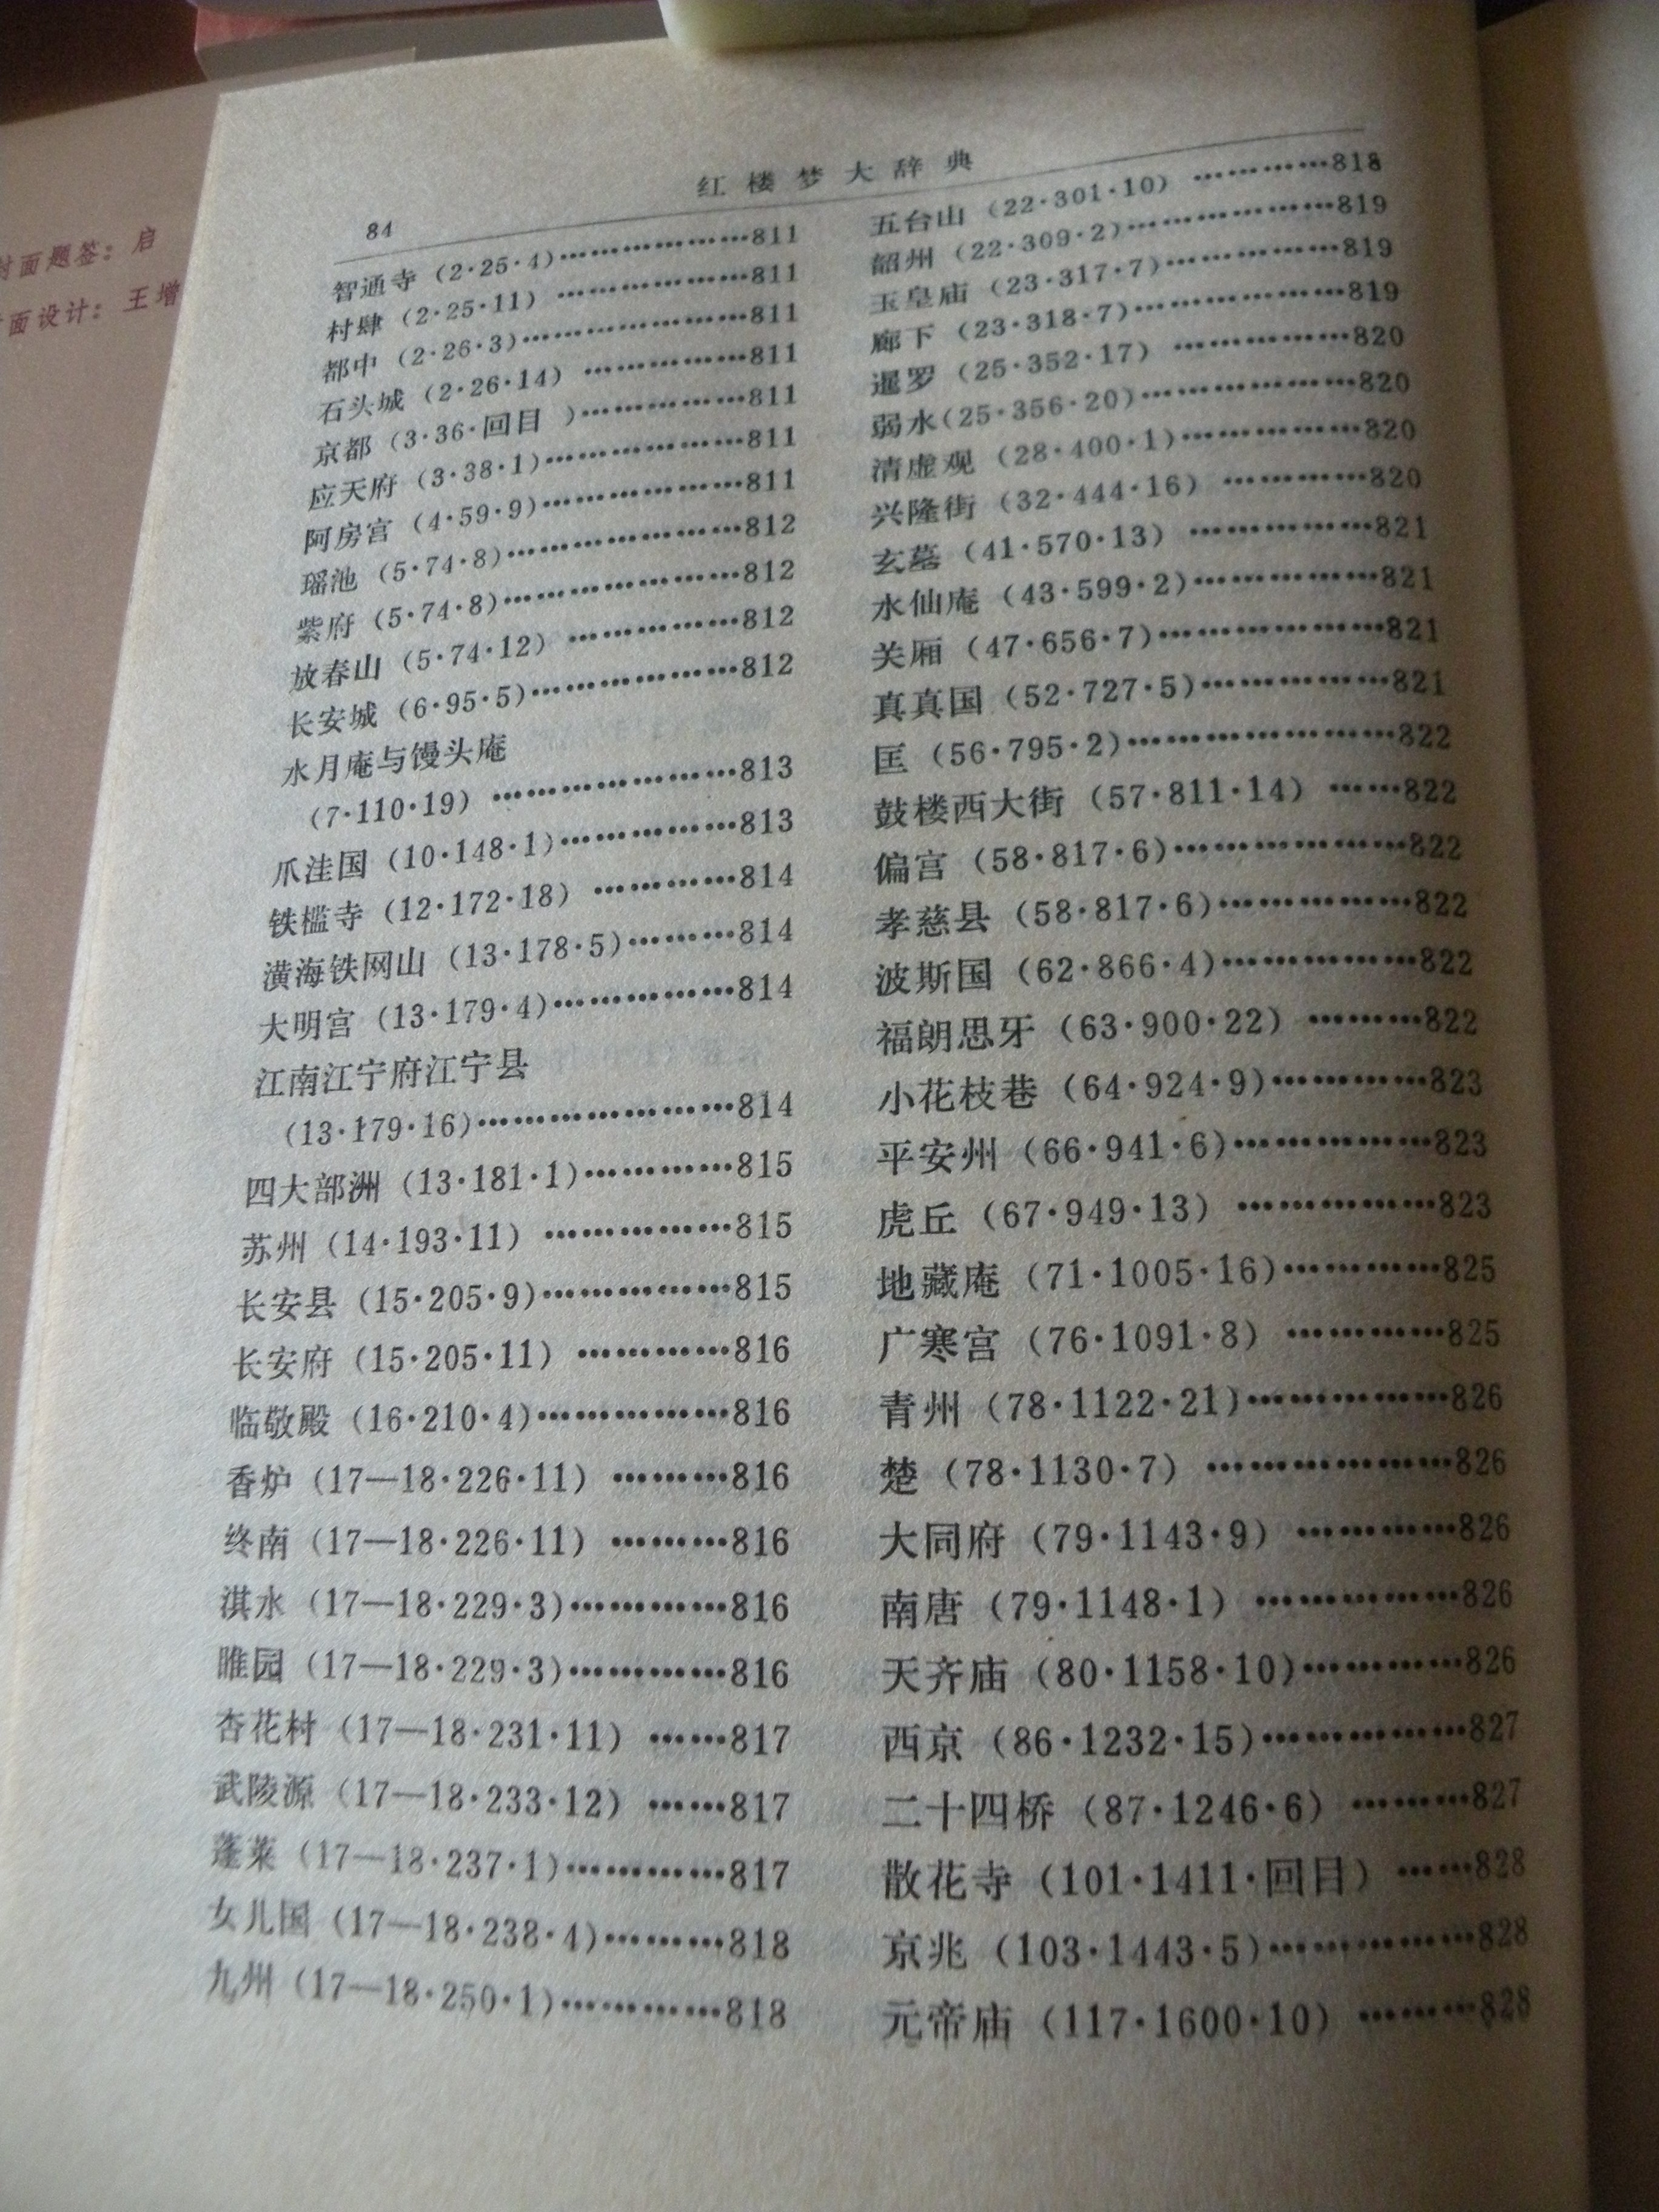 封面题签：启
面设计：王增
84
红楼梦大辞典
智通寺（2·25·4）………………811
村肆（2·25·11）………………811
都中（2·26·3）………………811
石头城（2·26·14）……………811
京都（3·36·回目 ）……………811
应天府（3·38·1）………………811
阿房宫（4·59·9）………………811
瑶池（5·74·8）…………………812
紫府（5·74·8）…………………812
放春山（5·74·12）……………812
长安城（6·95·5）………………812
水月庵与馒头庵
（7·110·19）…………………813
爪洼国（10·148·1）……………813
铁槛寺（12·172·18）…………814
潢海铁网山（13·178·5）………814
大明宫（13·179·4）……………814
江南江宁府江宁县
（13·179·16）…………………814
四大部洲（13·181·1）…………815
苏州（14·193·11）……………815
长安县（15·205·9）……………815
长安府（15·205·11）…………816
临敬殿（16·210·4）……………816
香炉（17—18·226·11）………816
终南（17—18·226·11）………816
淇水（17—18·229·3）…………816
睢园（17—18·229·3）…………816
杏花村（17—18·231·11）……817
武陵源（17—18·233·12）……817
蓬莱（17—18·237·1）…………817
女儿国（17—18·238·4）………818
九州（17—18·250·1）…………818
五台山（22·301·10）…………818
韶州（22·309·2）………………819
玉皇庙（23·317·7）……………819
廊下（23·318·7）………………819
暹罗（25·352·17）……………820
弱水(25·356·20）………………820
清虚观（28·400·1）……………820
兴隆街（32·444·16）…………820
玄墓（41·570·13）……………821
水仙庵（43·599·2）……………821
关厢（47·656·7）………………821
真真国（52·727·5）……………821
匡（56·795·2）…………………822
鼓楼西大街（57·811·14）……822
偏宫（58·817·6）………………822
孝慈县（58·817·6）……………822
波斯国（62·866·4）……………822
福朗思牙（63·900·22）………822
小花枝巷（64·924·9）…………823
平安州（66·941·6）……………823
虎丘（67·949·13）……………823
地藏庵（71·1005·16）…………825
广寒宫（76·1091·8）…………825
青州（78·1122·21）……………826
楚（78·1130·7）………………826
大同府（79·1143·9）…………826
南唐（79·1148·1）……………826
天齐庙（80·1158·10）…………826
西京（86·1232·15）……………827
二十四桥（87·1246·6）………827
散花寺（101·1411·回目）……828
京兆（103·1443·5）……………828
元帝庙（117·1600·10）………828